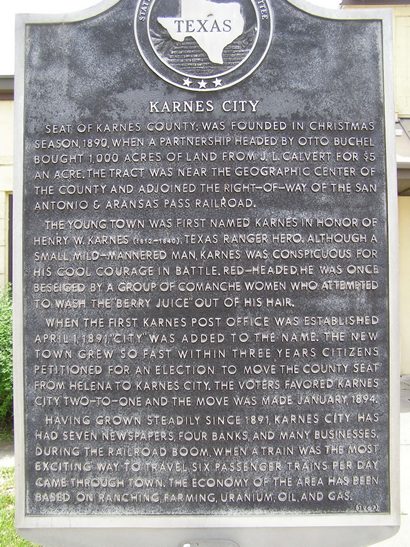 STATE
TEXAS
KARNES CITY
SEAT OF KARNES COUNTY; WAS FOUNDED IN CHRISTMAS
SEASON, 1890, WHEN A PARTNERSHIP HEADED BY OTTO BUCHEL
BOUGHT 1,000 ACRES OF LAND FROM J. L. CALVERT FOR $5
AN ACRE. THE TRACT WAS NEAR THE GEOGRAPHIC CENTER OF
THE COUNTY AND ADJOINED THE RIGHT-OF-WAY OF THE SAN
ANTONIO & ARANSAS PASS RAILROAD.
THE YOUNG TOWN WAS FIRST NAMED KARNES IN HONOR OF
HENRY W. KARNES (1812-1840), TEXAS RANGER HERO. ALTHOUGH A
SMALL, MILD-MANNERED MAN, KARNES WAS CONSPICUOUS FOR
HIS COOL COURAGE IN BATTLE. RED-HEADED, HE WAS ONCE
BESEIGED BY A GROUP OF COMANCHE WOMEN WHO ATTEMPTED
TO WASH THE "BERRY JUICE" OUT OF HIS HAIR.
WHEN THE FIRST KARNES POST OFFICE WAS ESTABLISHED
APRIL 1, 1891, "CITY" WAS ADDED TO THE NAME. THE NEW
TOWN GREW SO FAST WITHIN THREE YEARS CITIZENS
PETITIONED FOR AN ELECTION TO MOVE THE COUNTY SEAT
FROM HELENA TO KARNES CITY. THE VOTERS FAVORED KARNES
CITY TWO-TO-ONE AND THE MOVE WAS MADE JANUARY, 1894.
HAVING GROWN STEADILY SINCE 1891, KARNES CITY HAS
HAD SEVEN NEWSPAPERS, FOUR BANKS, AND MANY BUSINESSES.
DURING THE RAILROAD BOOM, WHEN A TRAIN WAS THE MOST
EXCITING WAY TO TRAVEL, SIX PASSENGER TRAINS PER DAY
CAME THROUGH TOWN. THE ECONOMY OF THE AREA HAS BEEN
BASED ON RANCHING, FARMING, URANIUM, OIL, AND GAS.